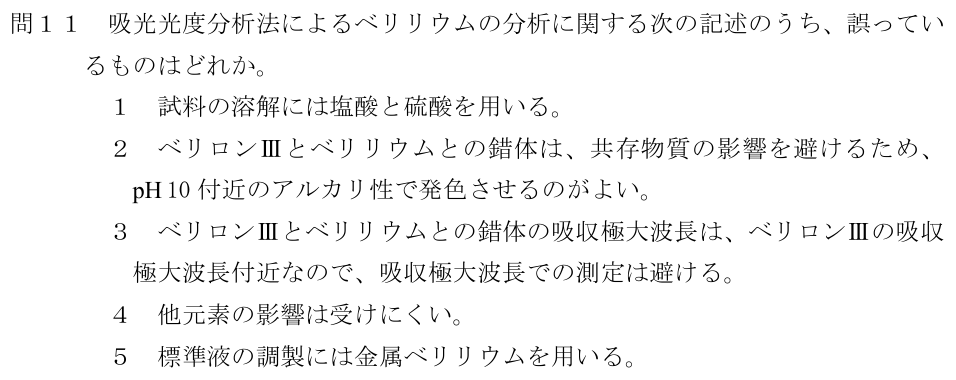 問１１　吸光光度分析法によるベリリウムの分析に関する次の記述のうち、誤ってい
るものはどれか。
１　試料の溶解には塩酸と硫酸を用いる。
２　ベリロンⅢとベリリウムとの錯体は、共存物質の影響を避けるため、
pH 10 付近のアルカリ性で発色させるのがよい。
３　ベリロンⅢとベリリウムとの錯体の吸収極大波長は、ベリロンⅢの吸収
極大波長付近なので、吸収極大波長での測定は避ける。
４　他元素の影響は受けにくい。
５　標準液の調製には金属ベリリウムを用いる。